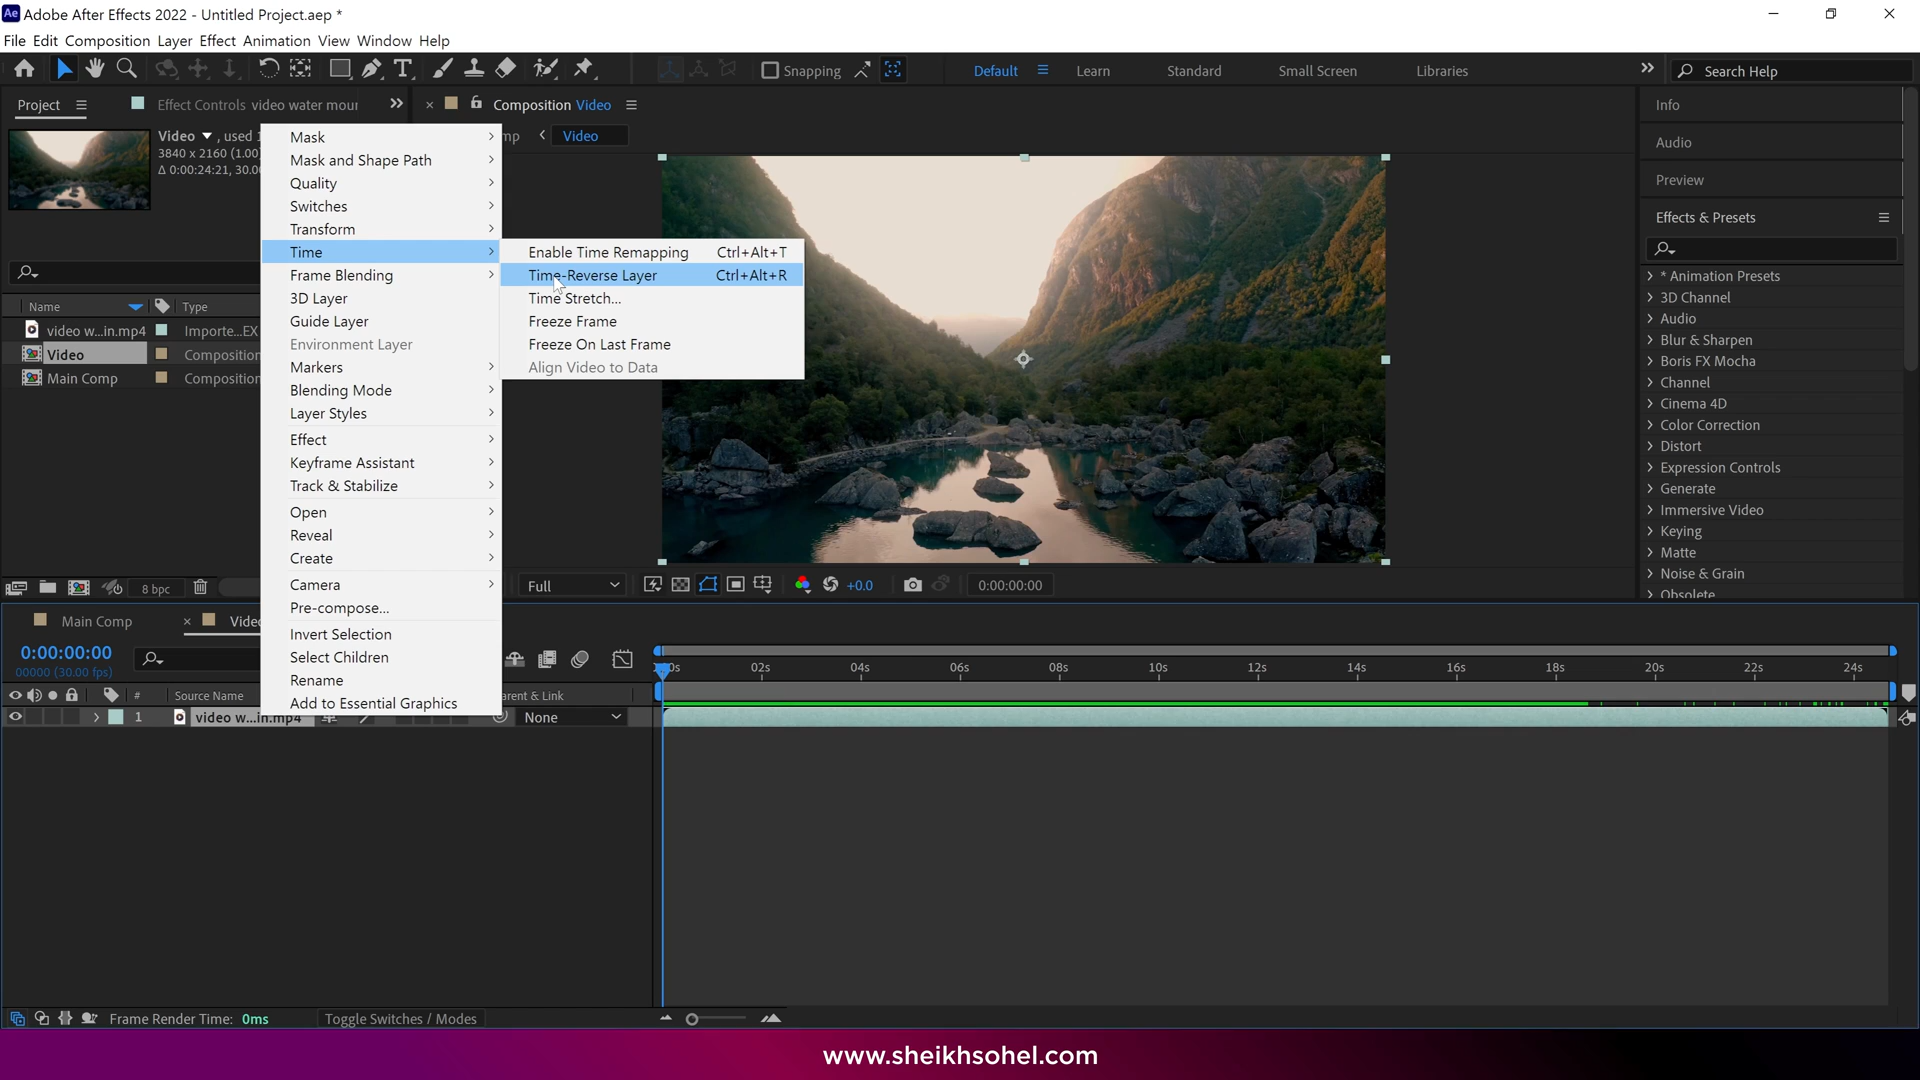 Adobe After Effects 2022 - Untitled Project.aep *
File Edit Composition Layer Effect Animation View Window Help
Snapping
Default
Learn
Standard
Small Screen
Libraries
Search Help
Project
Effect Controls video water mour
Composition Video
Video
Video , used 1
3840 x 2160 (1.00)
Δ 0:00:24:21, 30.00
Name
Type
video w...in.mp4
Importe...EX
Video
Composition
Main Comp
Composition
8 bpc
Mask
Mask and Shape Path
Quality
Switches
Transform
Time
Frame Blending
3D Layer
Guide Layer
Environment Layer
Markers
Blending Mode
Layer Styles
Effect
Keyframe Assistant
Track & Stabilize
Open
Reveal
Create
Camera
Pre-compose...
Invert Selection
Select Children
Rename
Add to Essential Graphics
Enable Time Remapping Ctrl+Alt+T
Time-Reverse Layer Ctrl+Alt+R
Time Stretch...
Freeze Frame
Freeze On Last Frame
Align Video to Data
Full
+0.0
0:00:00:00
Info
Audio
Preview
Effects & Presets
* Animation Presets
3D Channel
Audio
Blur & Sharpen
Boris FX Mocha
Channel
Cinema 4D
Color Correction
Distort
Expression Controls
Generate
Immersive Video
Keying
Matte
Noise & Grain
Obsolete
Main Comp
Video
0:00:00:00
00000 (30.00 fps)
# Source Name
arent & Link
02s 04s 06s 08s 10s 12s 14s 16s 18s 20s 22s 24s
1 video w...in.mp4
None
Frame Render Time: 0ms
Toggle Switches / Modes
www.sheikhsohel.com